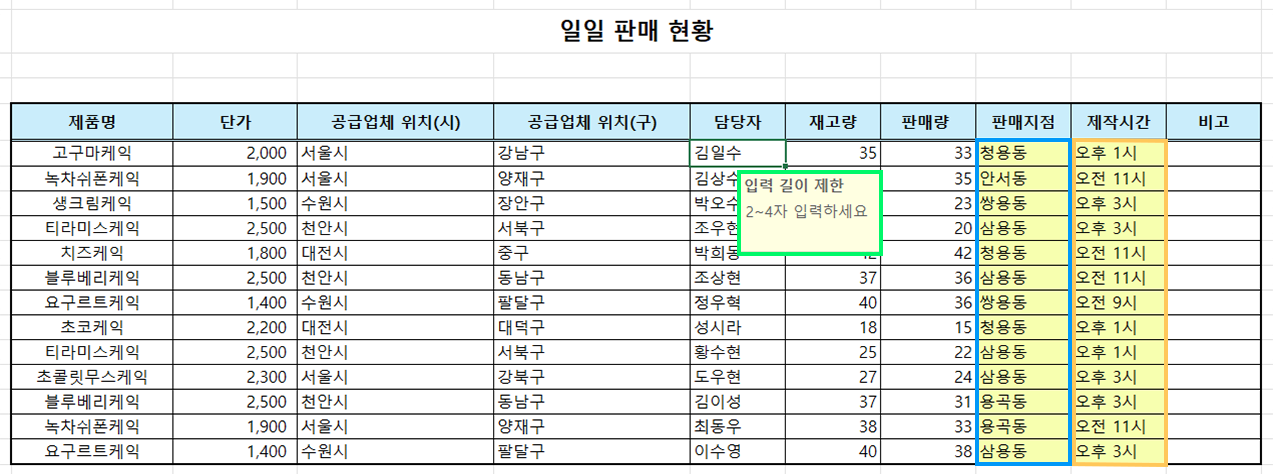 일일 판매 현황
제품명 단가 공급업체 위치(시) 공급업체 위치(구) 담당자 재고량 판매량 판매지점 제작시간 비고
고구마케익 2,000 서울시 강남구 김일수 35 33 청용동 오후 1시
녹차쉬폰케익 1,900 서울시 양재구 김상수 35 안서동 오전 11시
입력 길이 제한
생크림케익 1,500 수원시 장안구 박오수 23 쌍용동 오후 3시
2~4자 입력하세요
티라미스케익 2,500 천안시 서북구 조우현 20 삼용동 오후 3시
치즈케익 1,800 대전시 중구 박희동 42 청용동 오전 11시
블루베리케익 2,500 천안시 동남구 조상현 37 36 삼용동 오전 11시
요구르트케익 1,400 수원시 팔달구 정우혁 40 36 쌍용동 오전 9시
초코케익 2,200 대전시 대덕구 성시라 18 15 청용동 오후 1시
티라미스케익 2,500 천안시 서북구 황수현 25 22 삼용동 오후 1시
초콜릿무스케익 2,300 서울시 강북구 도우현 27 24 삼용동 오후 3시
블루베리케익 2,500 천안시 동남구 김이성 37 31 용곡동 오후 3시
녹차쉬폰케익 1,900 서울시 양재구 최동우 38 33 용곡동 오전 11시
요구르트케익 1,400 수원시 팔달구 이수영 40 38 삼용동 오후 3시